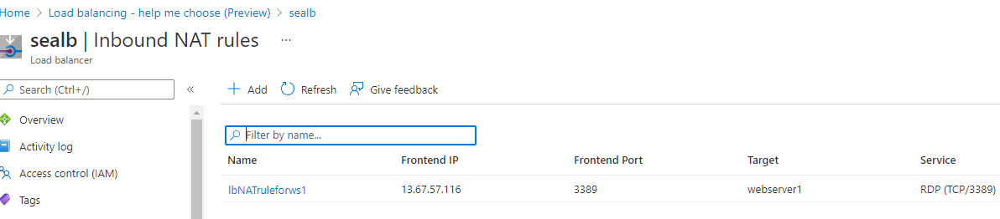 Home > Load balancing - help me choose (Preview) > sealb
sealb | Inbound NAT rules ...
Load balancer
Search (Ctrl+/) «
Add Refresh Give feedback
Overview
Activity log
Access control (IAM)
Tags
Filter by name...
Name Frontend IP Frontend Port Target Service
lbNATruleforws1 13.67.57.116 3389 webserver1 RDP (TCP/3389)